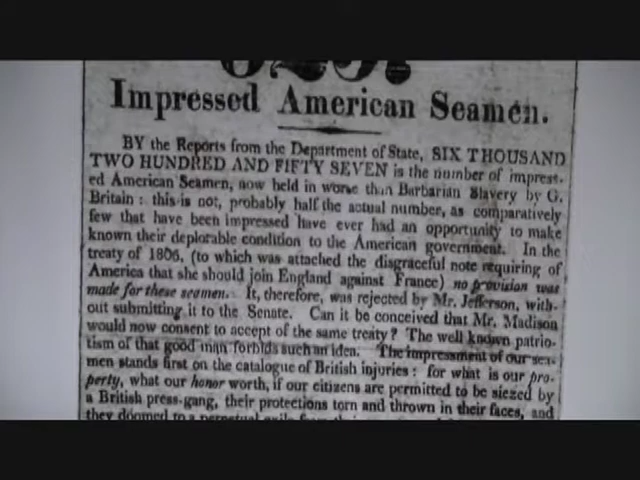 6257.
Impressed American Seamen.
BY the Reports from the Department of State, SIX THOUSAND
TWO HUNDRED AND FIFTY SEVEN is the number of impress-
ed American Seamen, now held in worse than Barbarian Slavery by G.
Britain : this is not, probably half the actual number, as comparatively
few that have been impressed have ever had an opportunity to make
known their deplorable condition to the American government. In the
treaty of 1806, (to which was attached the disgraceful note requiring of
America that she should join England against France) no provision was
made for these seamen. It, therefore, was rejected by Mr. Jefferson, with-
out submitting it to the Senate. Can it be conceived that Mr. Madison
would now consent to accept of the same treaty? The well known patrio-
tism of that good man forbids such an idea. The impressment of our sea-
men stands first on the catalogue of British injuries : for what is our pro-
perty, what our honor worth, if our citizens are permitted to be siezed by
a British press-gang, their protections torn and thrown in their faces, and
they doomed to a perpetual exile from